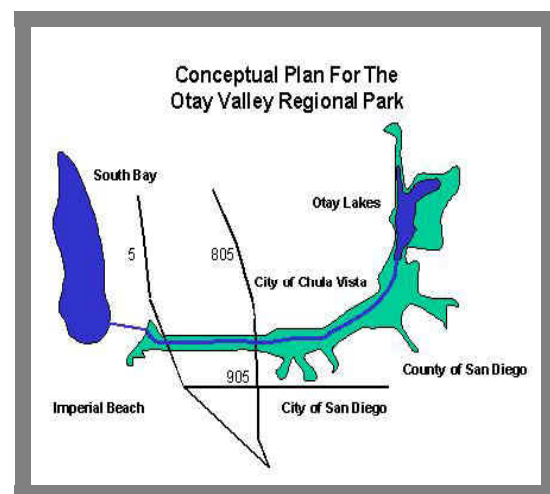 Conceptual Plan For The
Otay Valley Regional Park
South Bay
Otay Lakes
5
805
City of Chula Vista
County of San Diego
905
Imperial Beach
City of San Diego